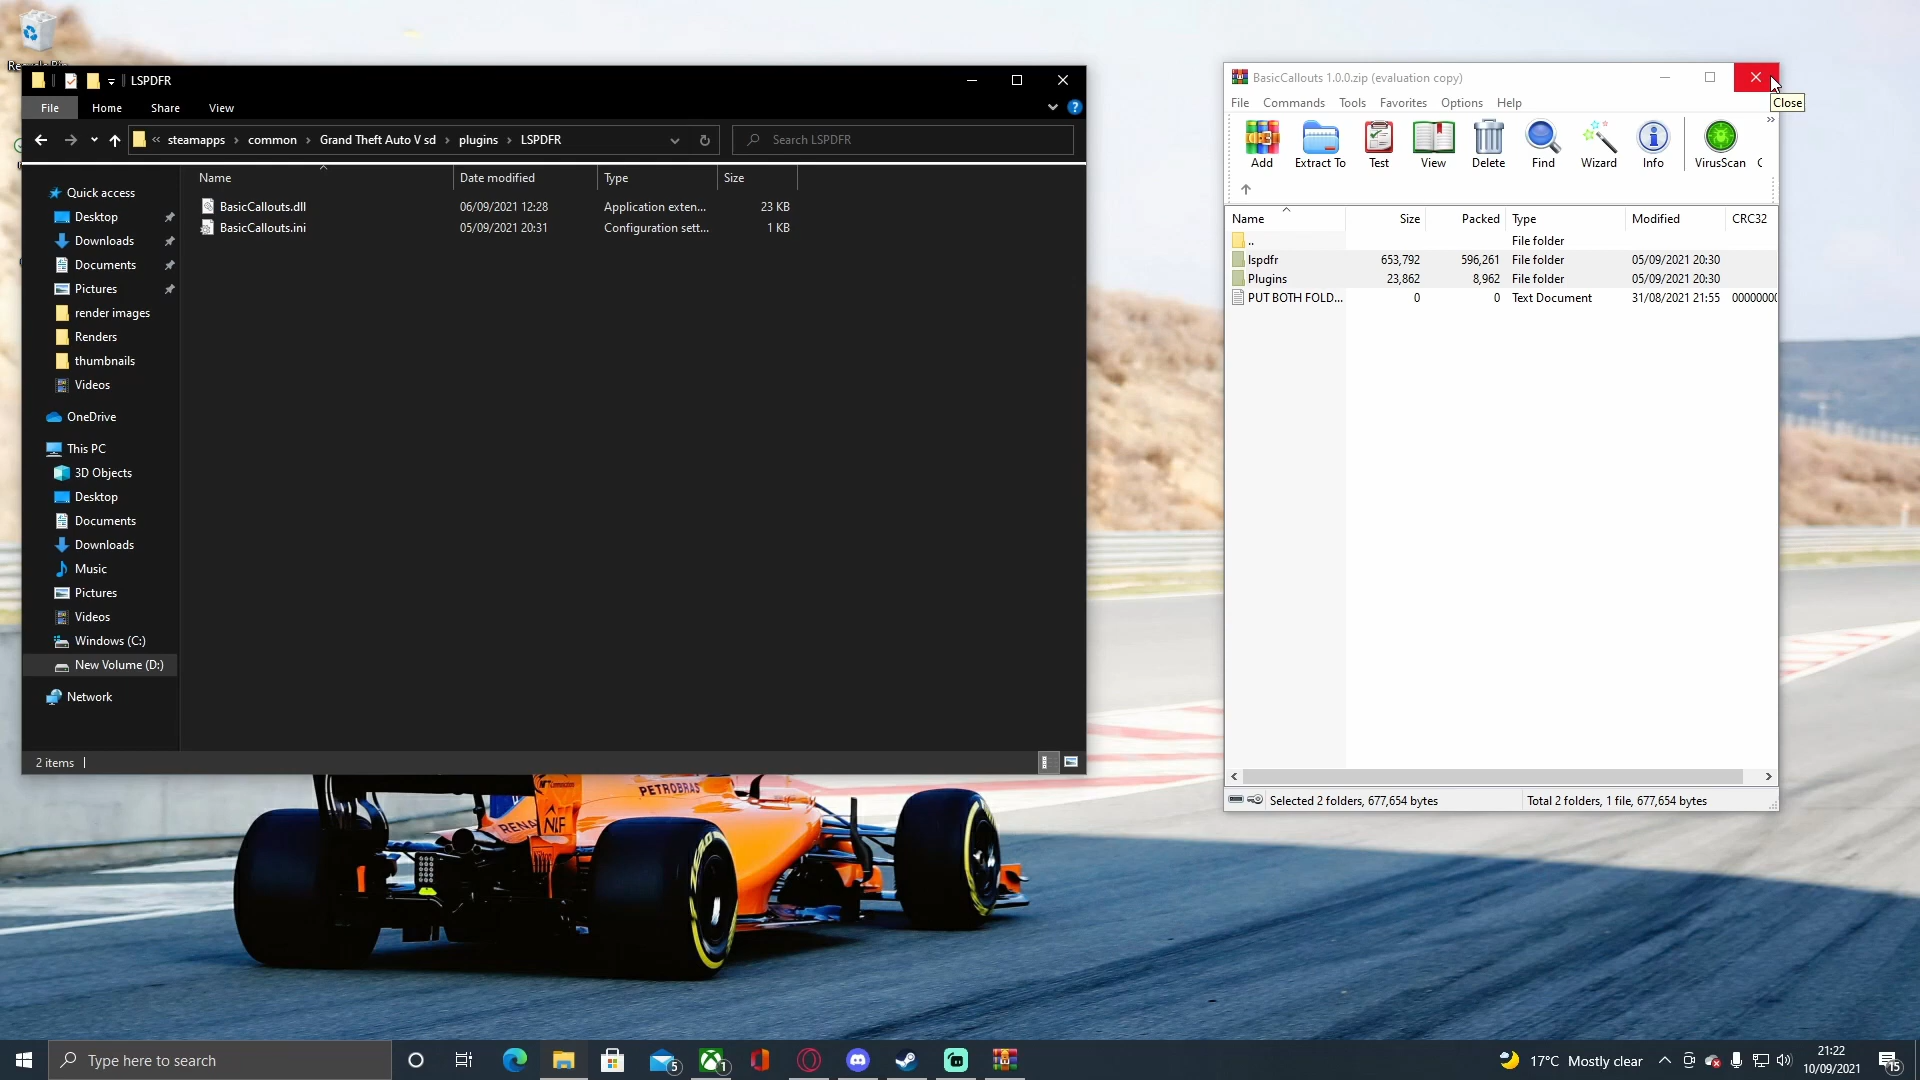 LSPDFR
File Home Share View
steamapps common Grand Theft Auto V sd plugins LSPDFR
Search LSPDFR
Name Date modified Type Size
BasicCallouts.dll 06/09/2021 12:28 Application exten... 23 KB
BasicCallouts.ini 05/09/2021 20:31 Configuration sett... 1 KB
Quick access
Desktop
Downloads
Documents
Pictures
render images
Renders
thumbnails
Videos
OneDrive
This PC
3D Objects
Desktop
Documents
Downloads
Music
Pictures
Videos
Windows (C:)
New Volume (D:)
Network
2 items
BasicCallouts 1.0.0.zip (evaluation copy)
Close
File Commands Tools Favorites Options Help
Add Extract To Test View Delete Find Wizard Info VirusScan
Name Size Packed Type Modified CRC32
.. File folder
lspdfr 653,792 596,261 File folder 05/09/2021 20:30
Plugins 23,862 8,962 File folder 05/09/2021 20:30
PUT BOTH FOLD... 0 0 Text Document 31/08/2021 21:55 0000000
Selected 2 folders, 677,654 bytes Total 2 folders, 1 file, 677,654 bytes
PETROBRAS
RENA
NLF
Type here to search
5
1
17°C Mostly clear
21:22
10/09/2021
15